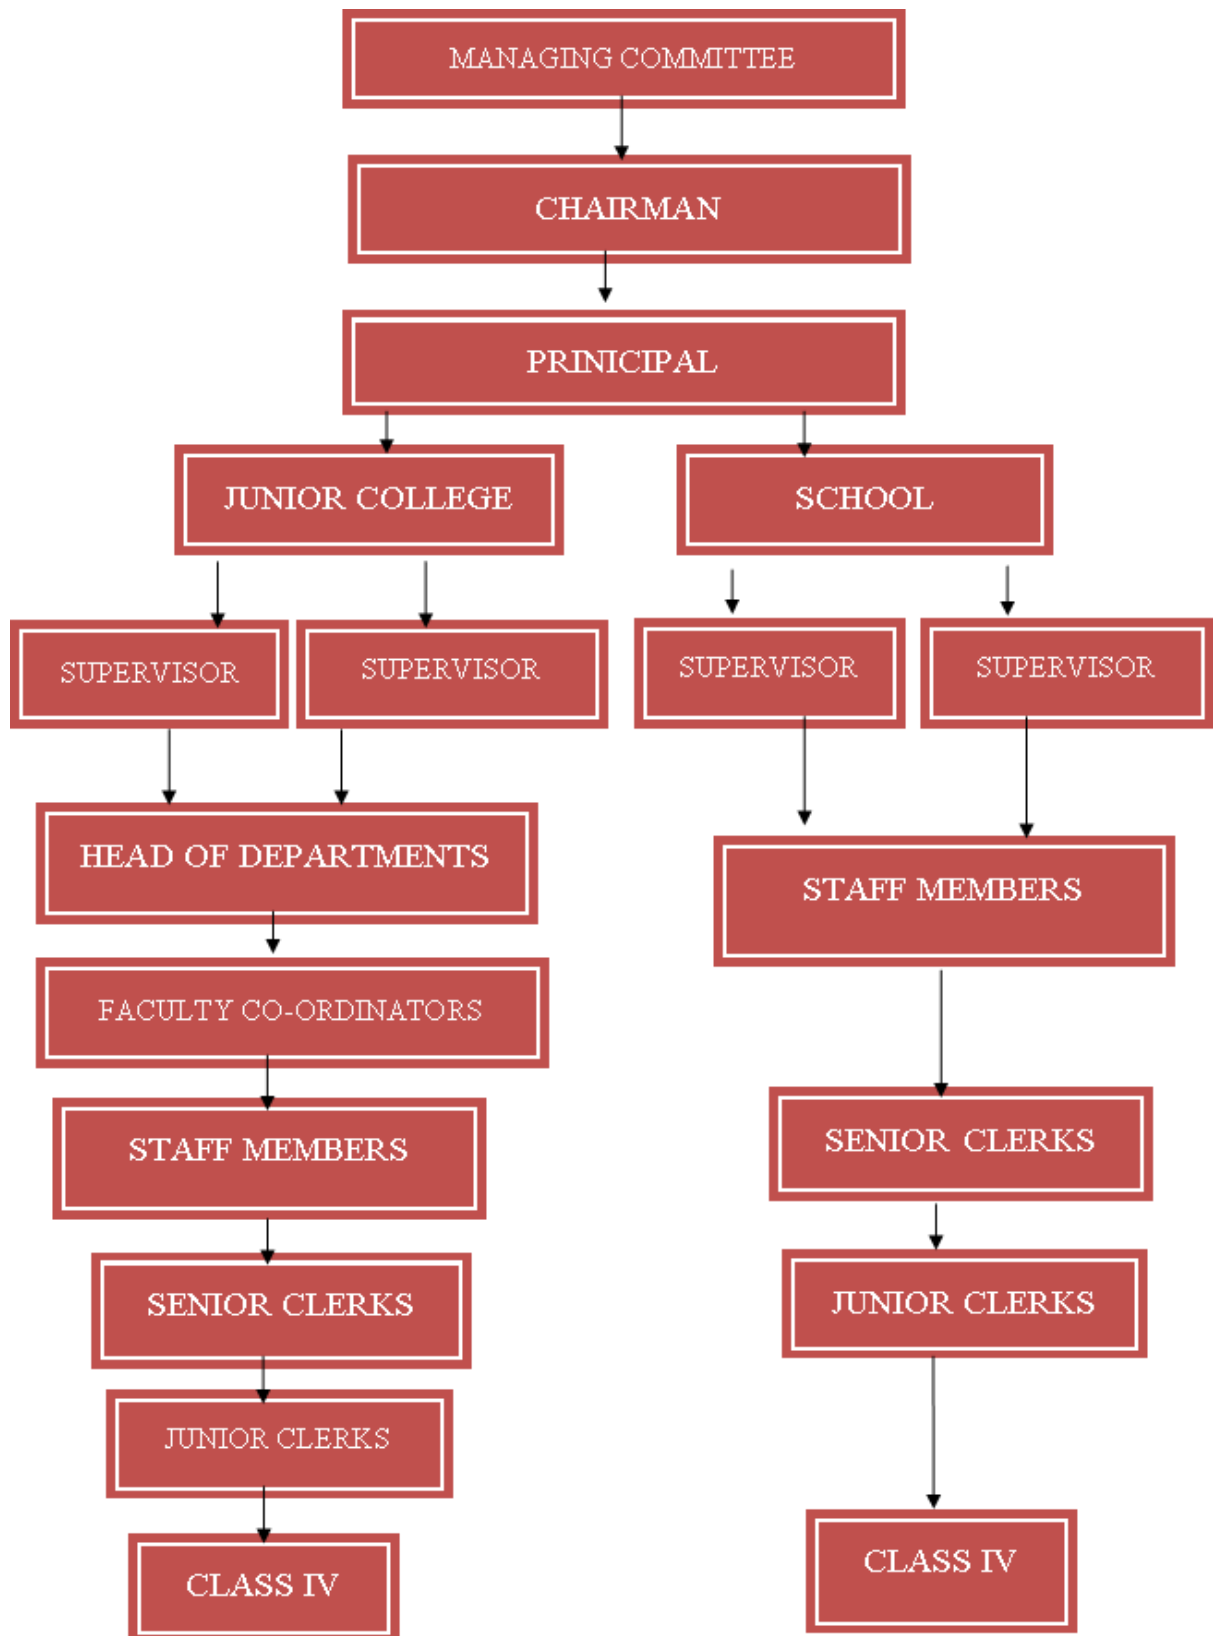 MANAGING COMMITTEE
CHAIRMAN
PRINICIPAL
JUNIOR COLLEGE
SCHOOL
SUPERVISOR
SUPERVISOR
SUPERVISOR
SUPERVISOR
HEAD OF DEPARTMENTS
STAFF MEMBERS
FACULTY CO-ORDINATORS
STAFF MEMBERS
SENIOR CLERKS
SENIOR CLERKS
JUNIOR CLERKS
JUNIOR CLERKS
CLASS IV
CLASS IV